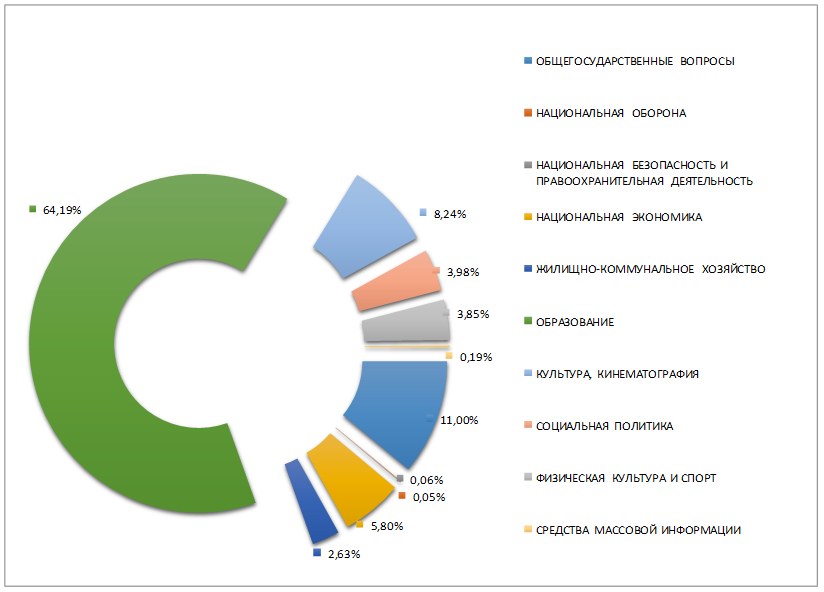 64,19%
8,24%
3,98%
3,85%
0,19%
11,00%
0,06%
0,05%
5,80%
2,63%
ОБЩЕГОСУДАРСТВЕННЫЕ ВОПРОСЫ
НАЦИОНАЛЬНАЯ ОБОРОНА
НАЦИОНАЛЬНАЯ БЕЗОПАСНОСТЬ И
ПРАВООХРАНИТЕЛЬНАЯ ДЕЯТЕЛЬНОСТЬ
НАЦИОНАЛЬНАЯ ЭКОНОМИКА
ЖИЛИЩНО-КОММУНАЛЬНОЕ ХОЗЯЙСТВО
ОБРАЗОВАНИЕ
КУЛЬТУРА, КИНЕМАТОГРАФИЯ
СОЦИАЛЬНАЯ ПОЛИТИКА
ФИЗИЧЕСКАЯ КУЛЬТУРА И СПОРТ
СРЕДСТВА МАССОВОЙ ИНФОРМАЦИИ